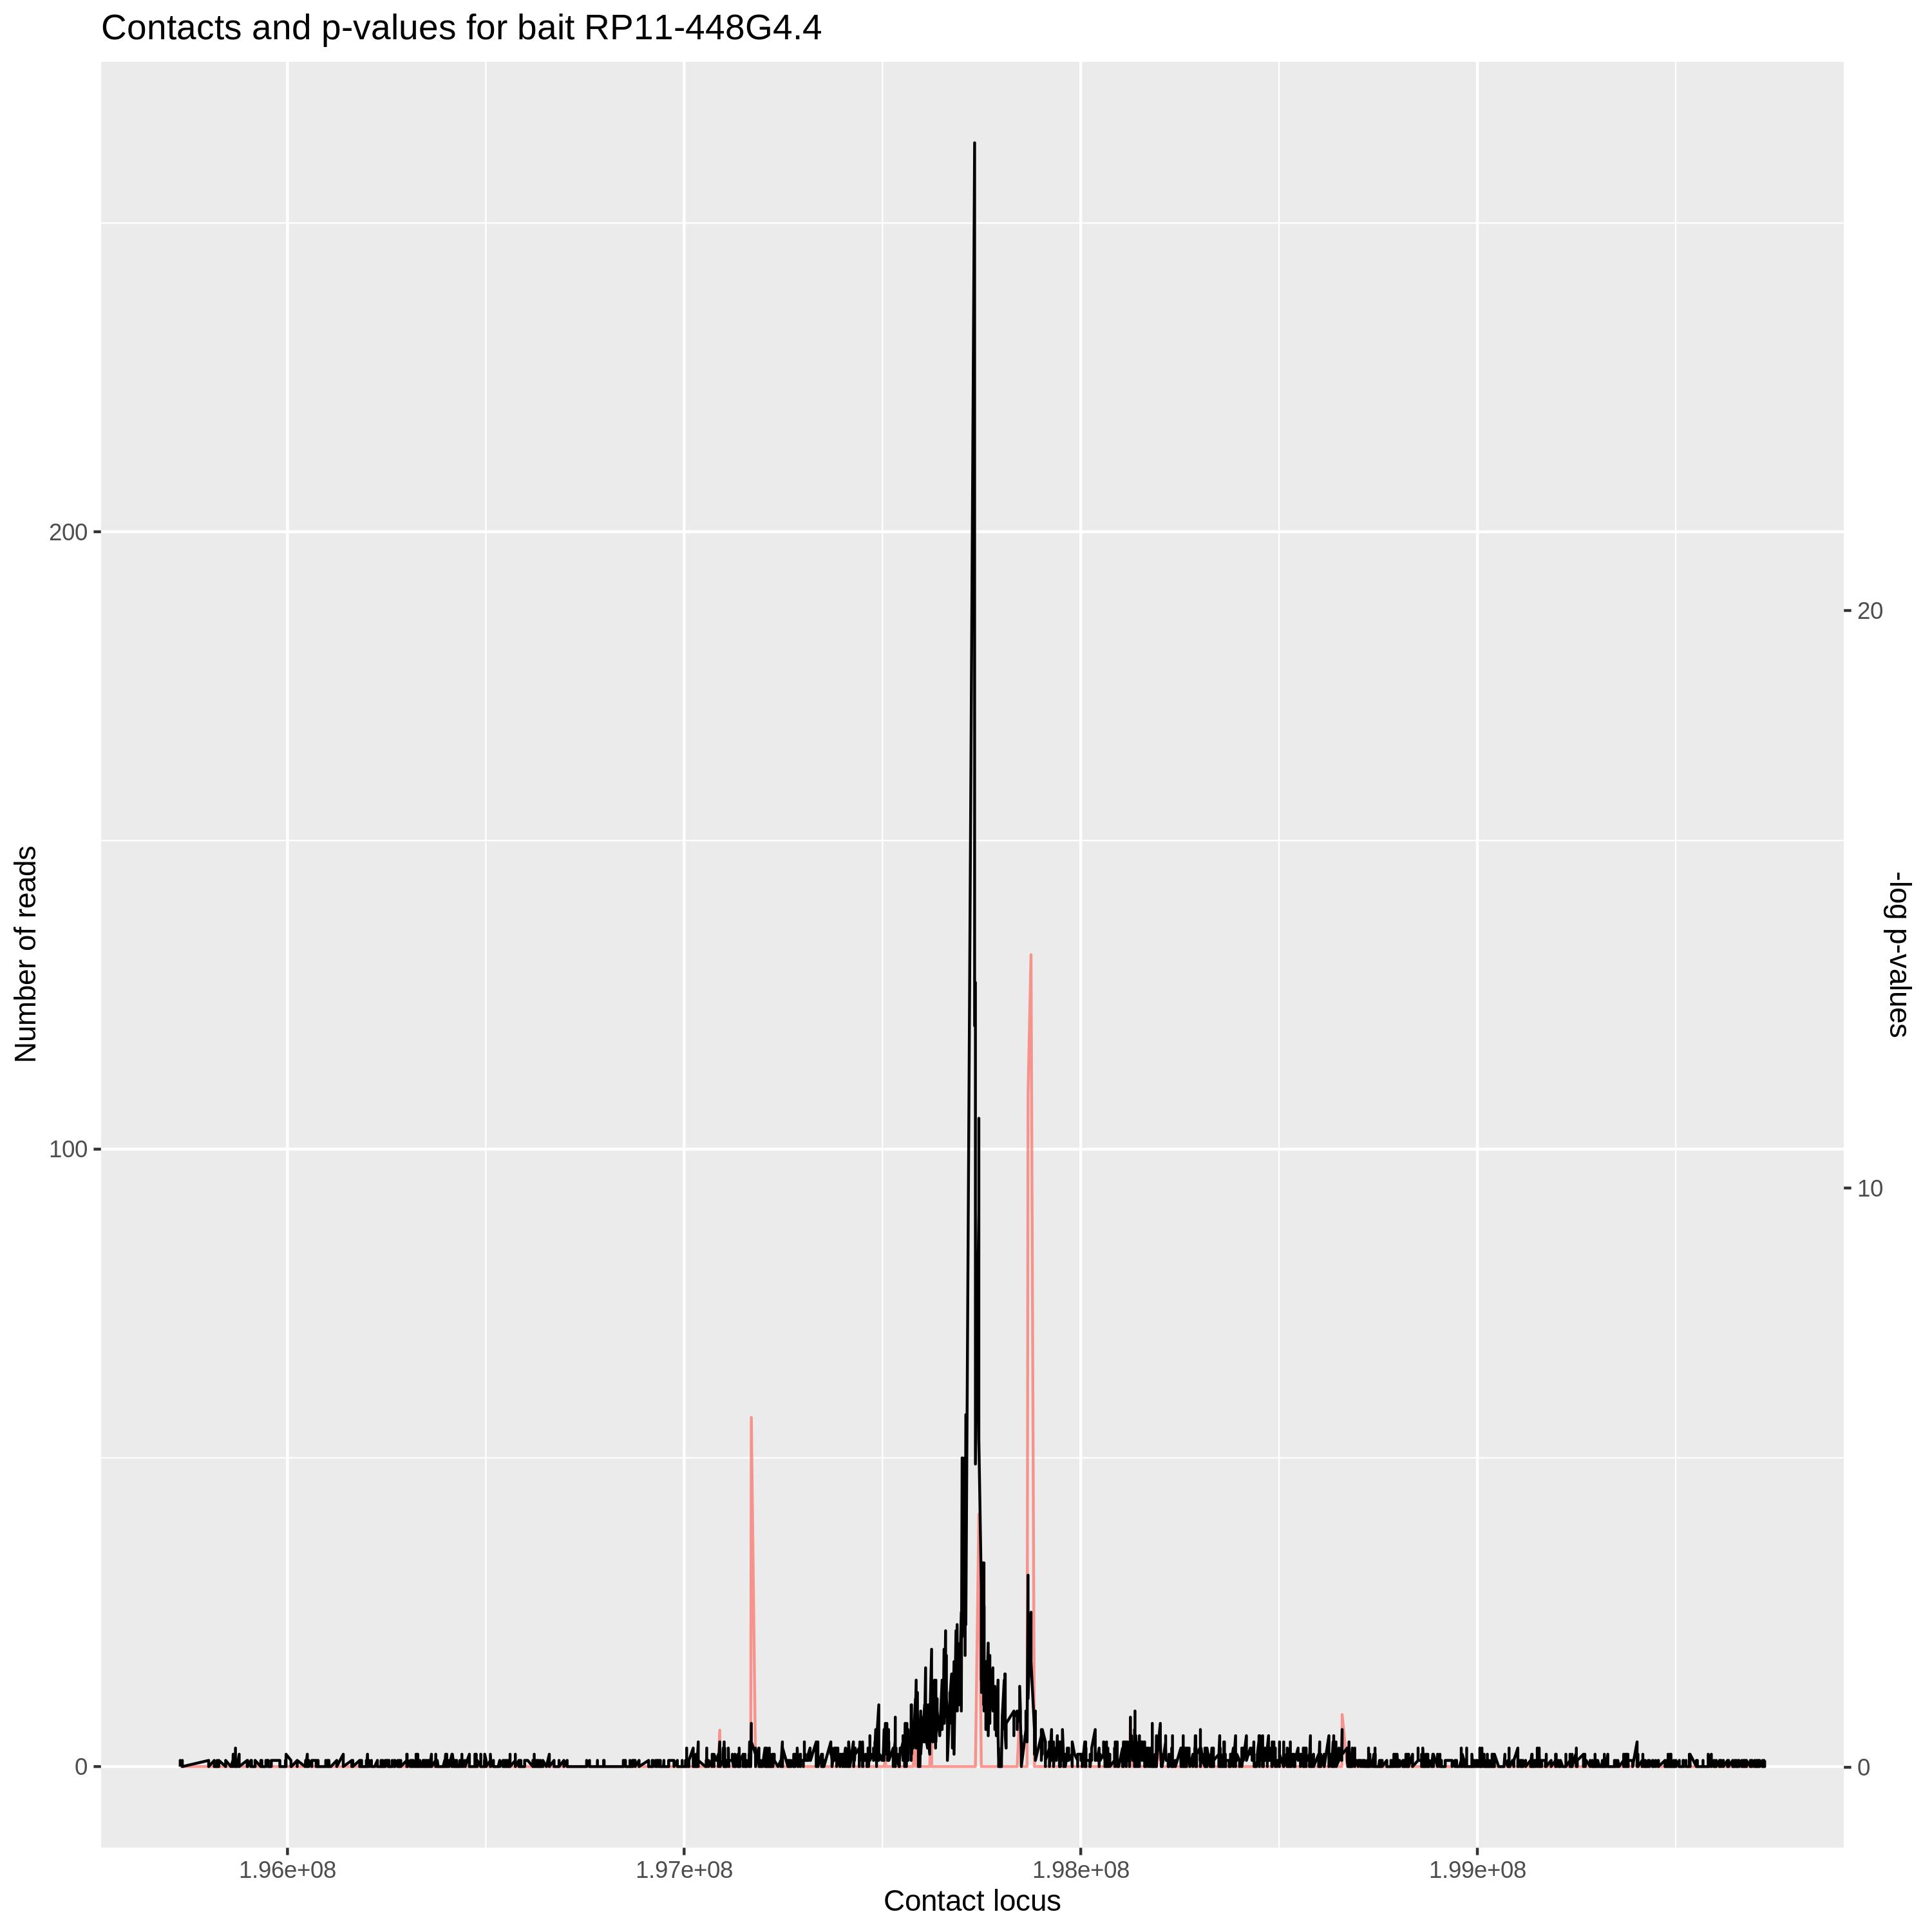 Contacts and p-values for bait RP11-448G4.4
Number of reads
200
100
0
20
10
0
-log p-values
1.96e+08
1.97e+08
1.98e+08
1.99e+08
Contact locus